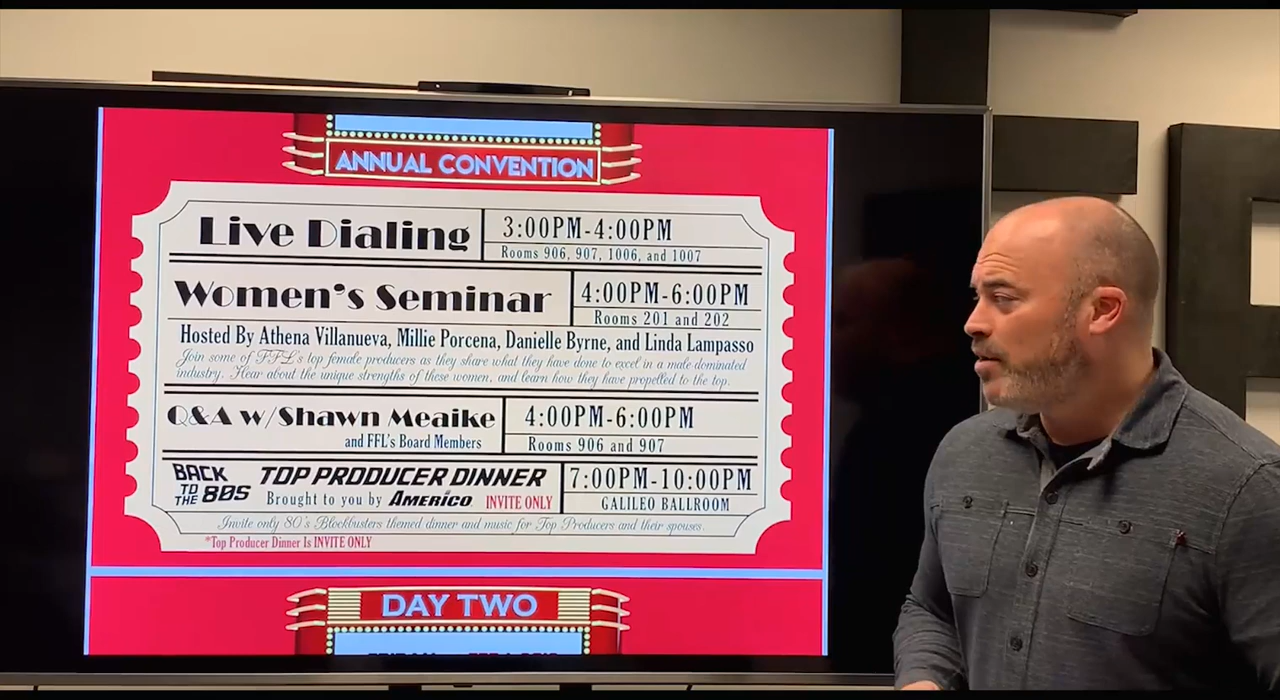 ANNUAL CONVENTION
Live Dialing
3:00PM-4:00PM
Rooms 906, 907, 1006, and 1007
Women's Seminar
4:00PM-6:00PM
Rooms 201 and 202
Hosted By Athena Villanueva, Millie Porcena, Danielle Byrne, and Linda Lampasso
Join some of FFL's top female producers as they share what they have done to excel in a male dominated
industry. Hear about the unique strengths of these women, and learn how they have propelled to the top.
Q&A w/Shawn Meaike
and FFL's Board Members
4:00PM-6:00PM
Rooms 906 and 907
BACK TO THE 80S
TOP PRODUCER DINNER
Brought to you by AMERICO INVITE ONLY
7:00PM-10:00PM
GALILEO BALLROOM
Invite only 80's Blockbusters themed dinner and music for Top Producers and their spouses.
*Top Producer Dinner Is INVITE ONLY
DAY TWO